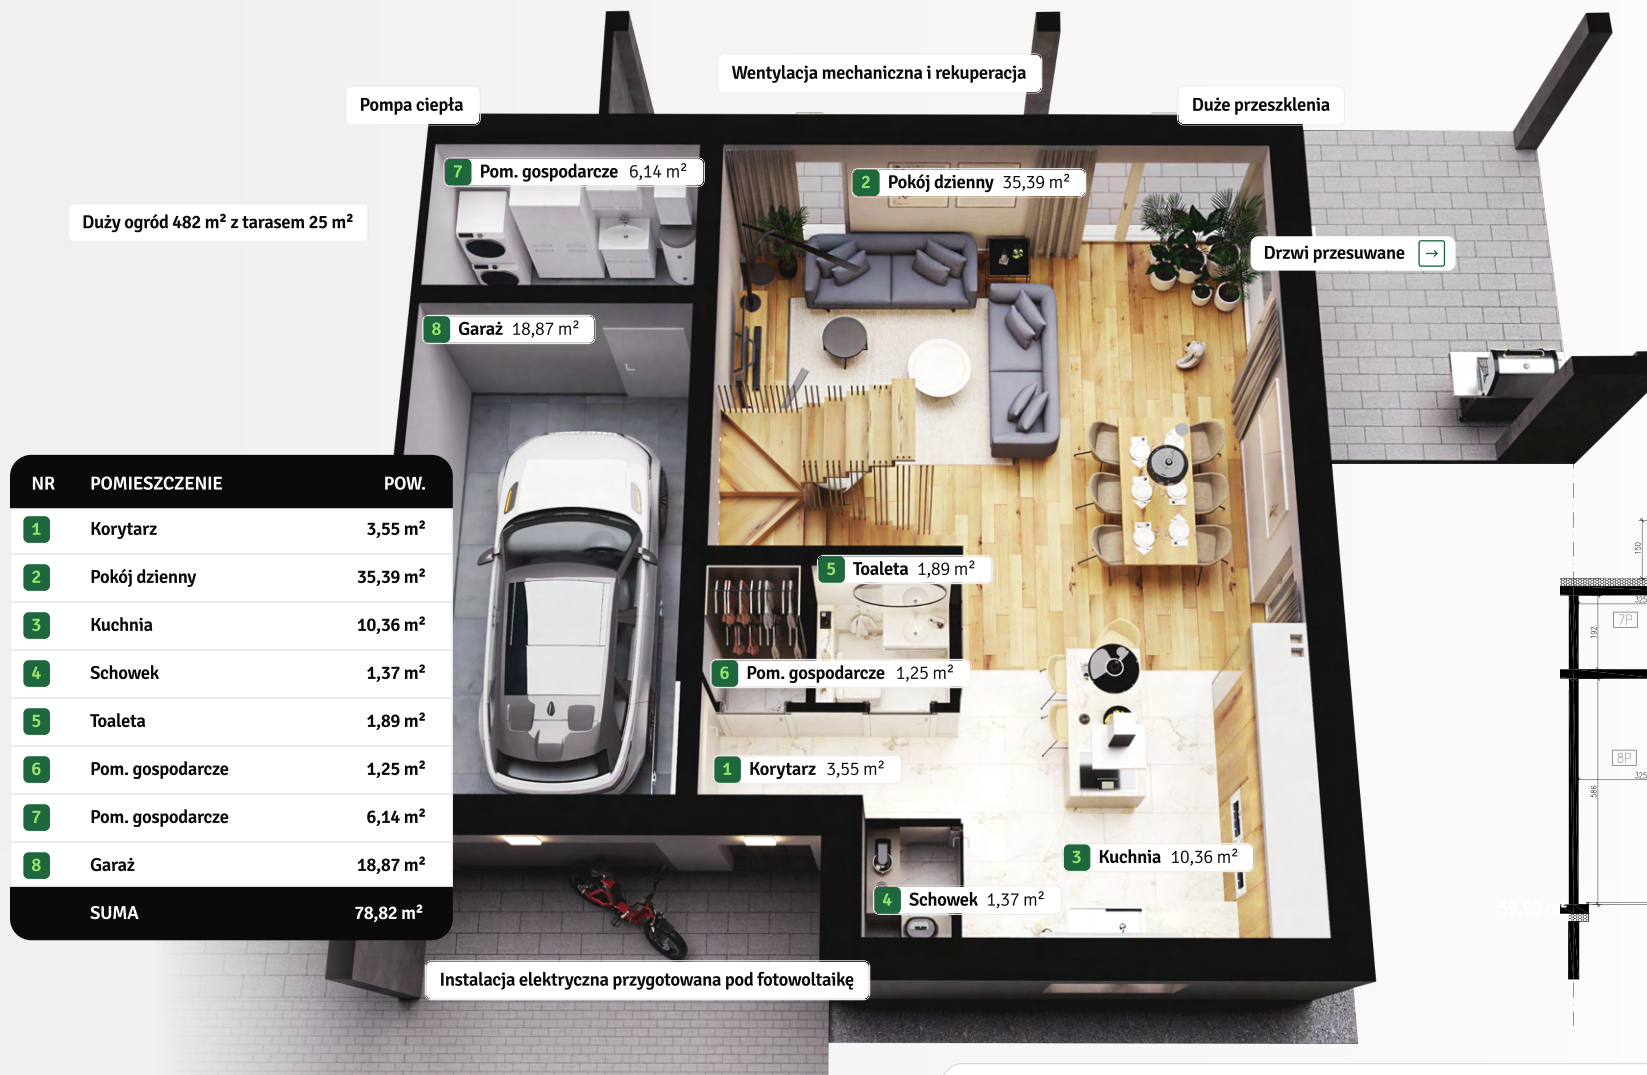 Wentylacja mechaniczna i rekuperacja
Pompa ciepła
Duże przeszklenia
7 Pom. gospodarcze 6,14 m²
2 Pokój dzienny 35,39 m²
Duży ogród 482 m² z tarasem 25 m²
Drzwi przesuwane →
8 Garaż 18,87 m²
NR POMIESZCZENIE POW.
1 Korytarz 3,55 m²
2 Pokój dzienny 35,39 m²
3 Kuchnia 10,36 m²
4 Schowek 1,37 m²
5 Toaleta 1,89 m²
6 Pom. gospodarcze 1,25 m²
7 Pom. gospodarcze 6,14 m²
8 Garaż 18,87 m²
SUMA 78,82 m²
5 Toaleta 1,89 m²
6 Pom. gospodarcze 1,25 m²
1 Korytarz 3,55 m²
3 Kuchnia 10,36 m²
4 Schowek 1,37 m²
Instalacja elektryczna przygotowana pod fotowoltaikę
150
325
7P
192
8P
325
586